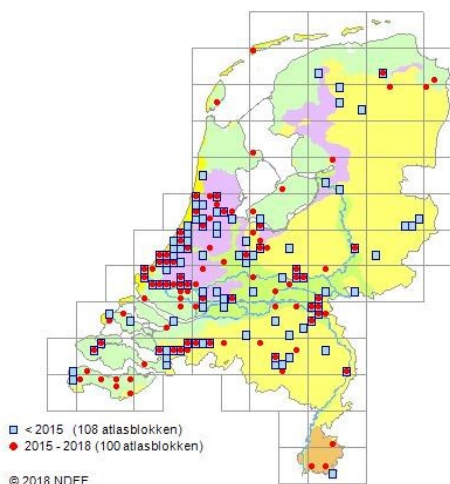 < 2015 (108 atlasblokken)
2015 - 2018 (100 atlasblokken)
© 2018 NDFF